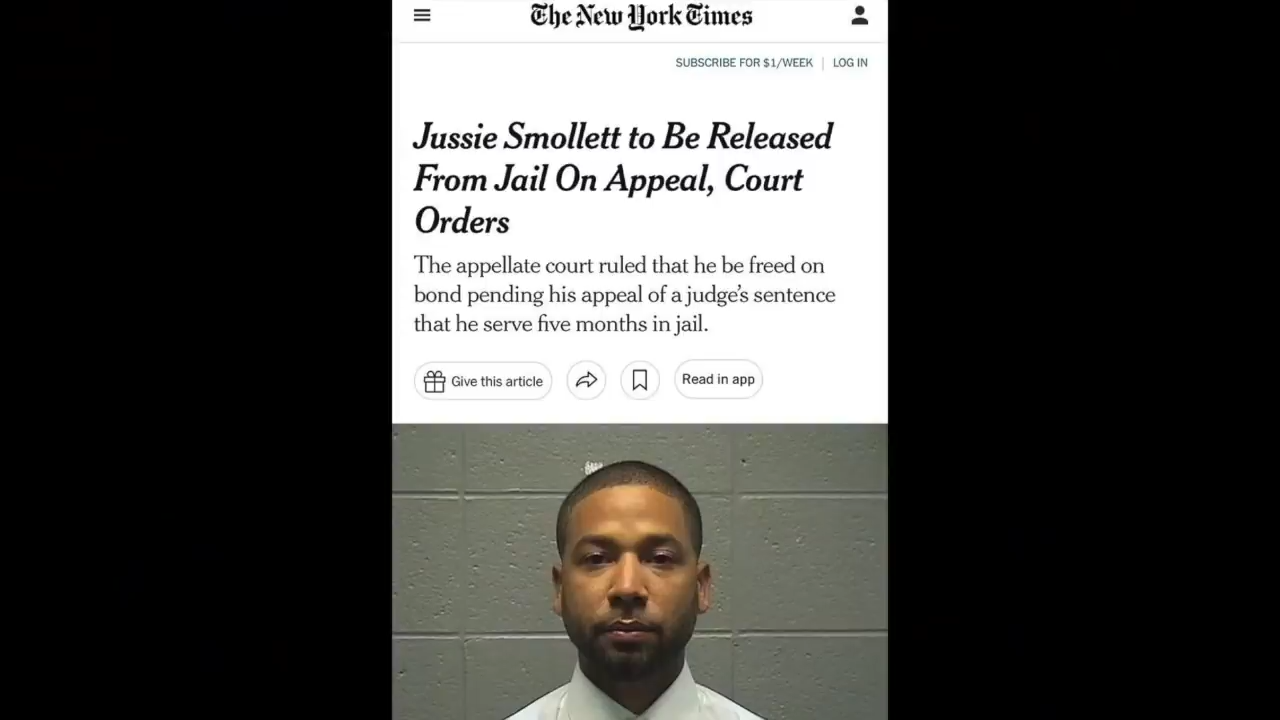 The New York Times
SUBSCRIBE FOR $1/WEEK | LOG IN
Jussie Smollett to Be Released
From Jail On Appeal, Court
Orders
The appellate court ruled that he be freed on
bond pending his appeal of a judge’s sentence
that he serve five months in jail.
Give this article
Read in app